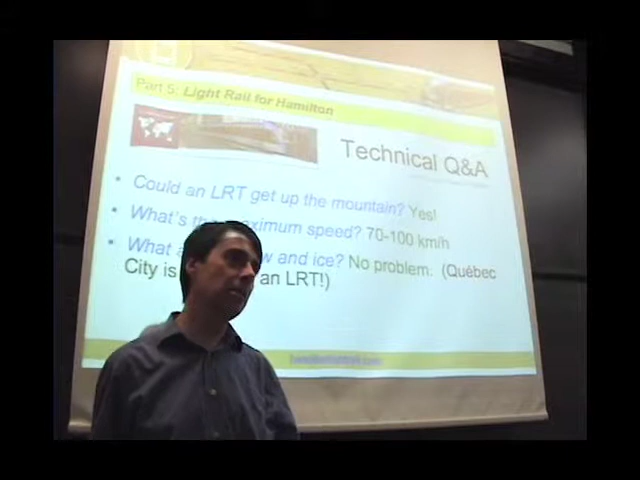 Part 5: Light Rail for Hamilton
Technical Q&A
• Could an LRT get up the mountain? Yes!
• What's the maximum speed? 70-100 km/h
• What a w and ice? No problem. (Québec
City is an LRT!)